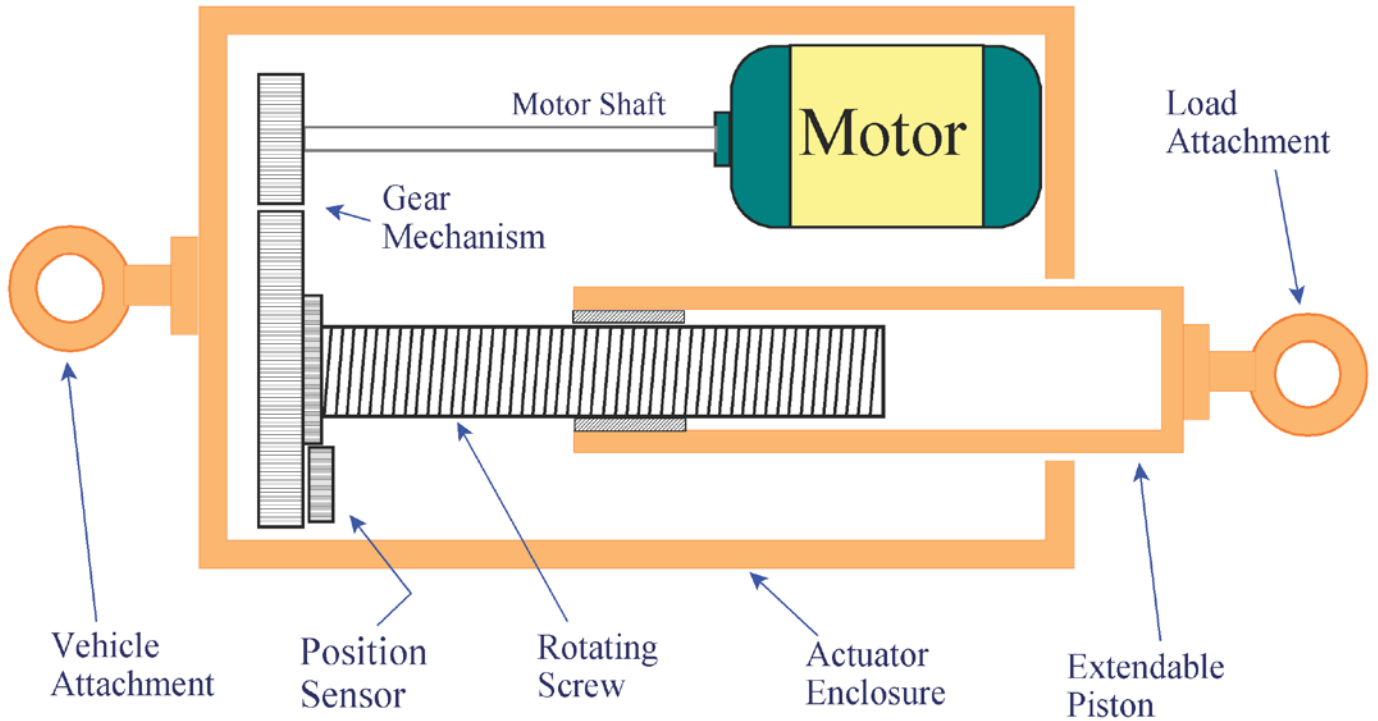 Motor Shaft
Motor
Load
Attachment
Gear
Mechanism
Vehicle
Attachment
Position
Sensor
Rotating
Screw
Actuator
Enclosure
Extendable
Piston